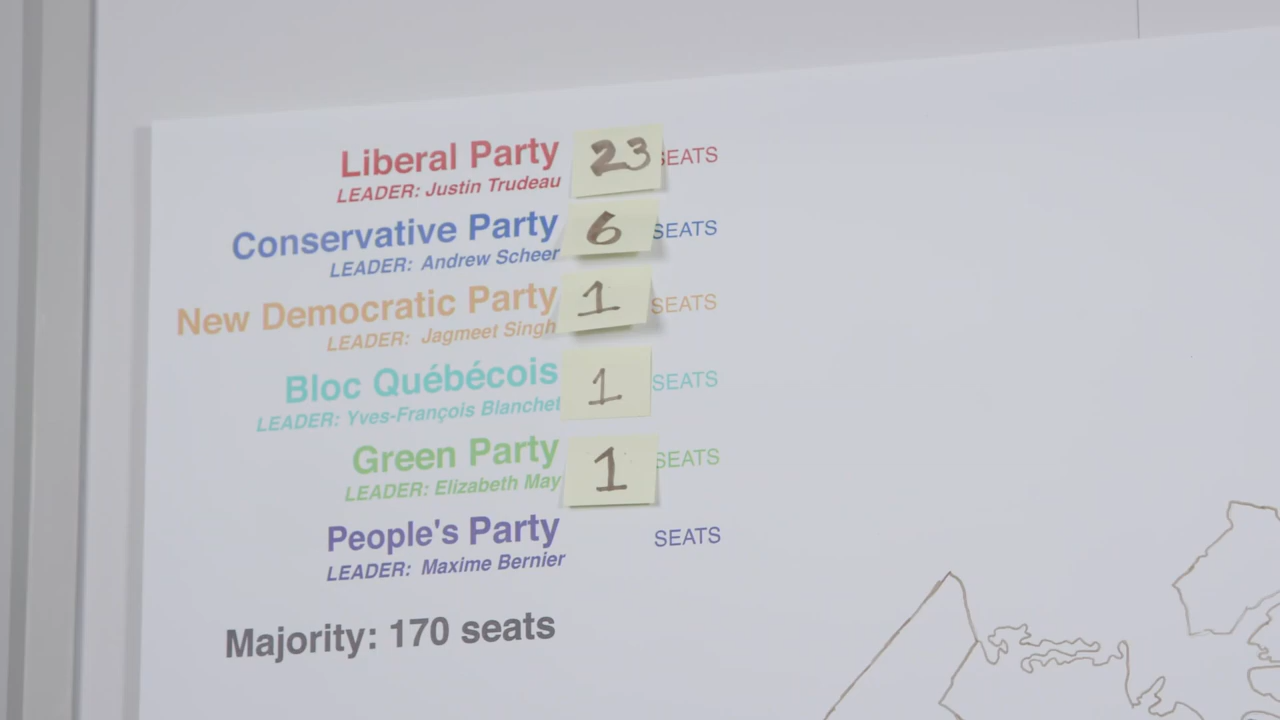 Liberal Party 23 SEATS
LEADER: Justin Trudeau
Conservative Party 6 SEATS
LEADER: Andrew Scheer
New Democratic Party 1 SEATS
LEADER: Jagmeet Singh
Bloc Québécois 1 SEATS
LEADER: Yves-François Blanchet
Green Party 1 SEATS
LEADER: Elizabeth May
People's Party SEATS
LEADER: Maxime Bernier
Majority: 170 seats